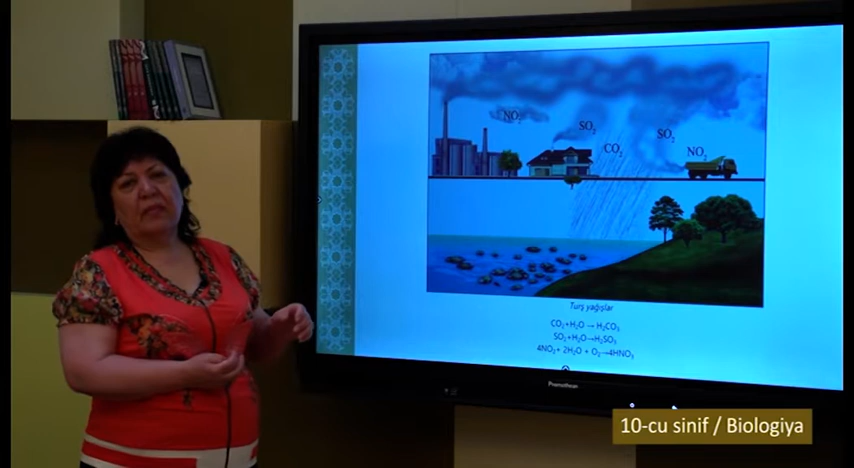 NO₂
SO₂
CO₂
SO₂
NO₂
Turş yağışlar
CO₂+H₂O → H₂CO₃
SO₂+H₂O→H₂SO₃
4NO₂+ 2H₂O + O₂→4HNO₃
Promethean
10-cu sinif / Biologiya